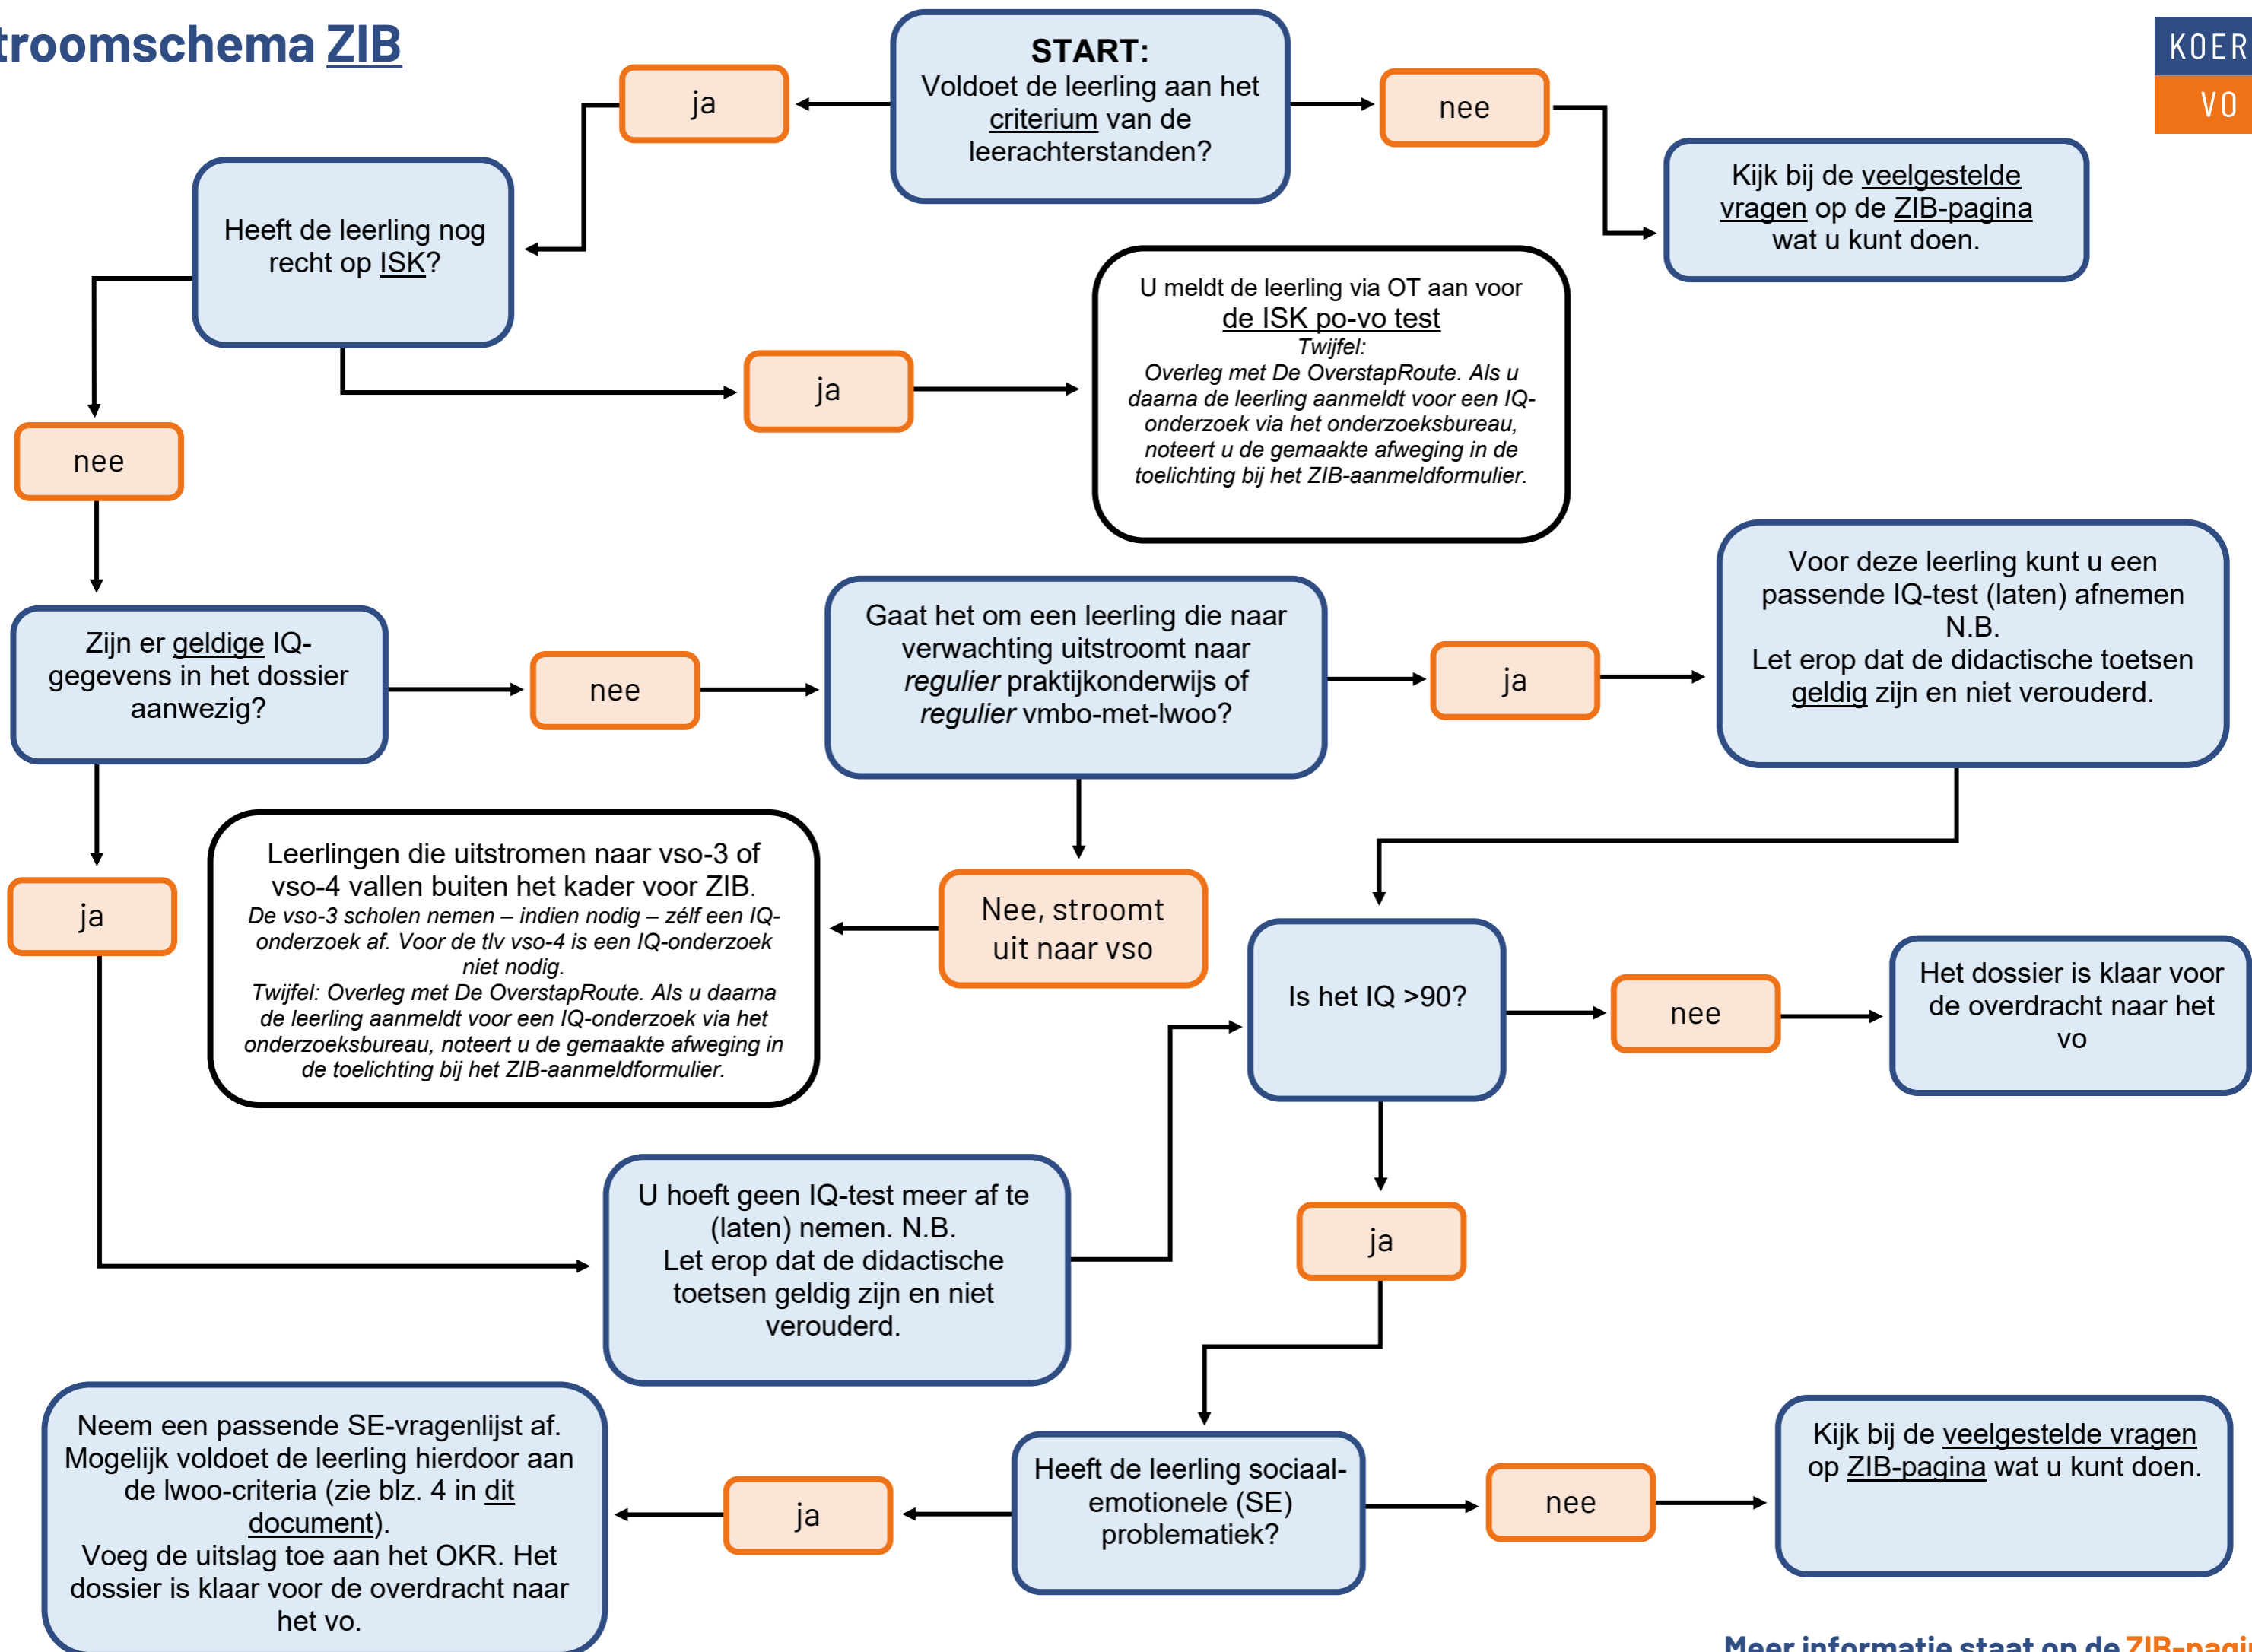 troomschema ZIB
KOER
VO
START:
Voldoet de leerling aan het
criterium van de
leerachterstanden?
ja
nee
Kijk bij de veelgestelde
vragen op de ZIB-pagina
wat u kunt doen.
Heeft de leerling nog
recht op ISK?
ja
U meldt de leerling via OT aan voor
de ISK po-vo test
Twijfel:
Overleg met De OverstapRoute. Als u
daarna de leerling aanmeldt voor een IQ-
onderzoek via het onderzoeksbureau,
noteert u de gemaakte afweging in de
toelichting bij het ZIB-aanmeldformulier.
nee
Zijn er geldige IQ-
gegevens in het dossier
aanwezig?
nee
Gaat het om een leerling die naar
verwachting uitstroomt naar
regulier praktijkonderwijs of
regulier vmbo-met-lwoo?
ja
Voor deze leerling kunt u een
passende IQ-test (laten) afnemen
N.B.
Let erop dat de didactische toetsen
geldig zijn en niet verouderd.
ja
Leerlingen die uitstromen naar vso-3 of
vso-4 vallen buiten het kader voor ZIB.
De vso-3 scholen nemen – indien nodig – zélf een IQ-
onderzoek af. Voor de tlv vso-4 is een IQ-onderzoek
niet nodig.
Twijfel: Overleg met De OverstapRoute. Als u daarna
de leerling aanmeldt voor een IQ-onderzoek via het
onderzoeksbureau, noteert u de gemaakte afweging in
de toelichting bij het ZIB-aanmeldformulier.
Nee, stroomt
uit naar vso
Is het IQ >90?
nee
Het dossier is klaar voor
de overdracht naar het
vo
U hoeft geen IQ-test meer af te
(laten) nemen. N.B.
Let erop dat de didactische
toetsen geldig zijn en niet
verouderd.
ja
Neem een passende SE-vragenlijst af.
Mogelijk voldoet de leerling hierdoor aan
de lwoo-criteria (zie blz. 4 in dit
document).
Voeg de uitslag toe aan het OKR. Het
dossier is klaar voor de overdracht naar
het vo.
ja
Heeft de leerling sociaal-
emotionele (SE)
problematiek?
nee
Kijk bij de veelgestelde vragen
op ZIB-pagina wat u kunt doen.
Meer informatie staat op de ZIB-pagin